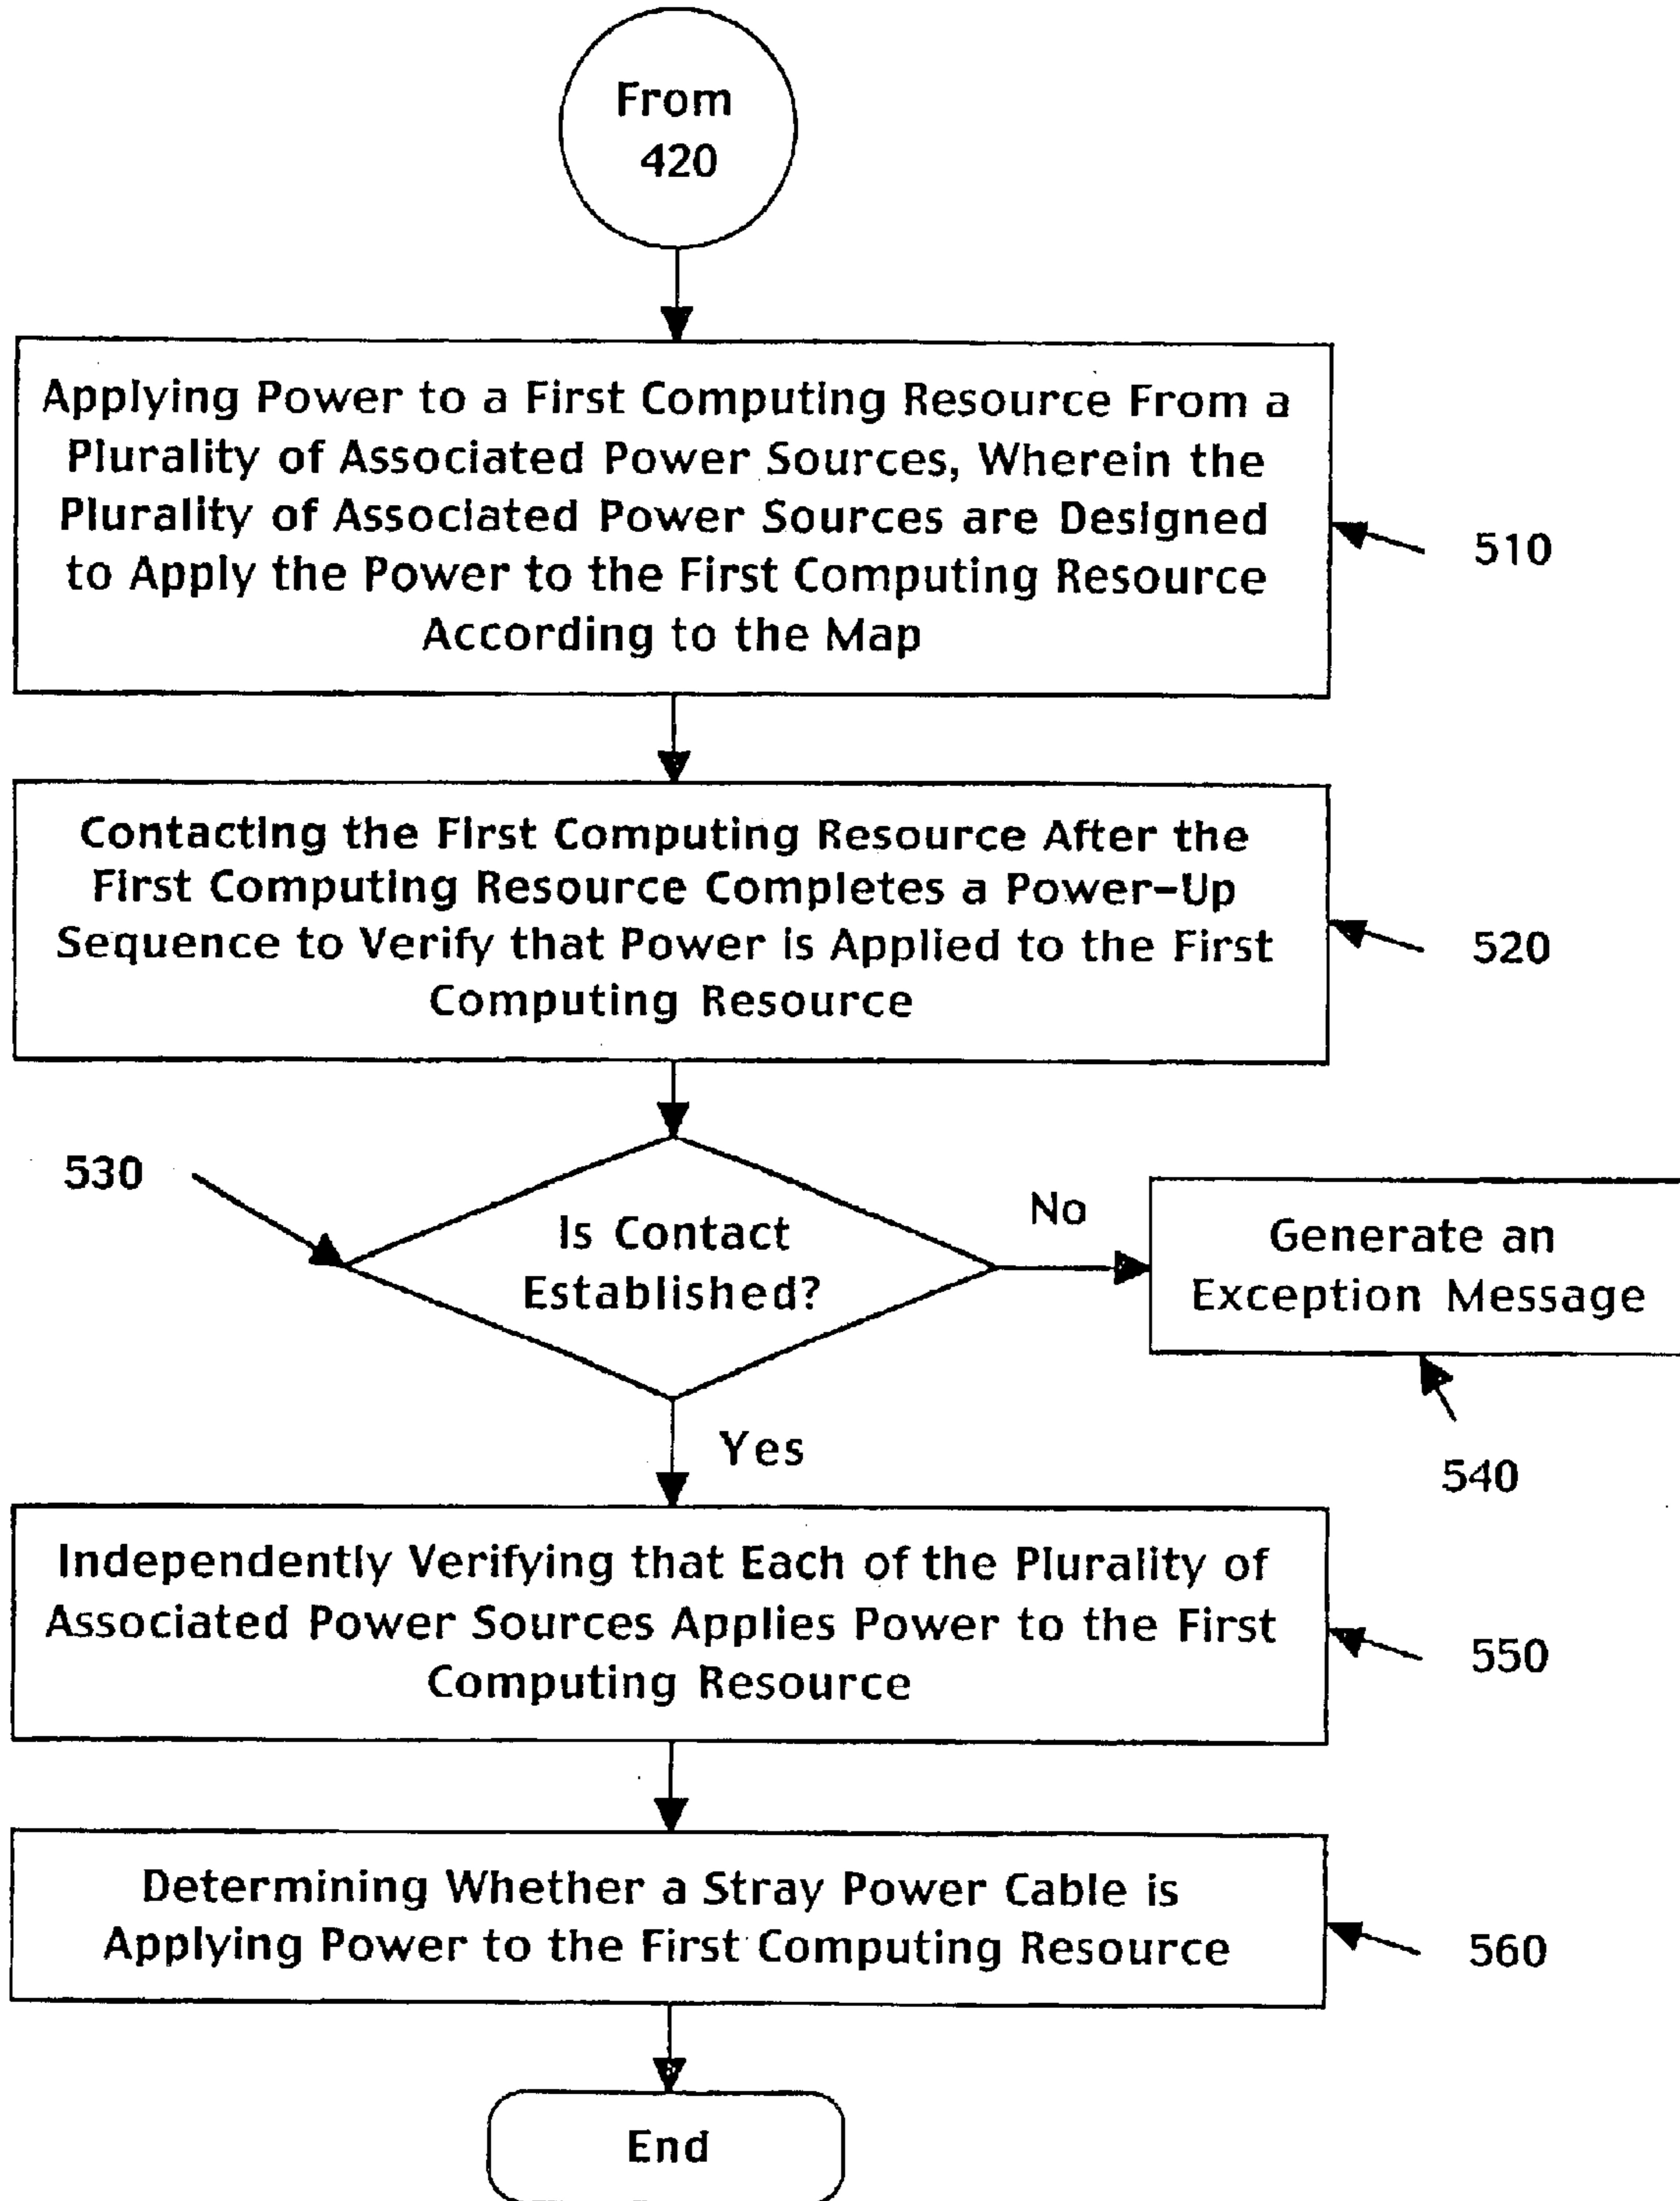 From
420
Applying Power to a First Computing Resource From a
Plurality of Associated Power Sources, Wherein the
Plurality of Associated Power Sources are Designed
to Apply the Power to the First Computing Resource
According to the Map
510
Contacting the First Computing Resource After the
First Computing Resource Completes a Power-Up
Sequence to Verify that Power is Applied to the First
Computing Resource
520
530
Is Contact
Established?
No
Generate an
Exception Message
540
Yes
Independently Verifying that Each of the Plurality of
Associated Power Sources Applies Power to the First
Computing Resource
550
Determining Whether a Stray Power Cable is
Applying Power to the First Computing Resource
560
End